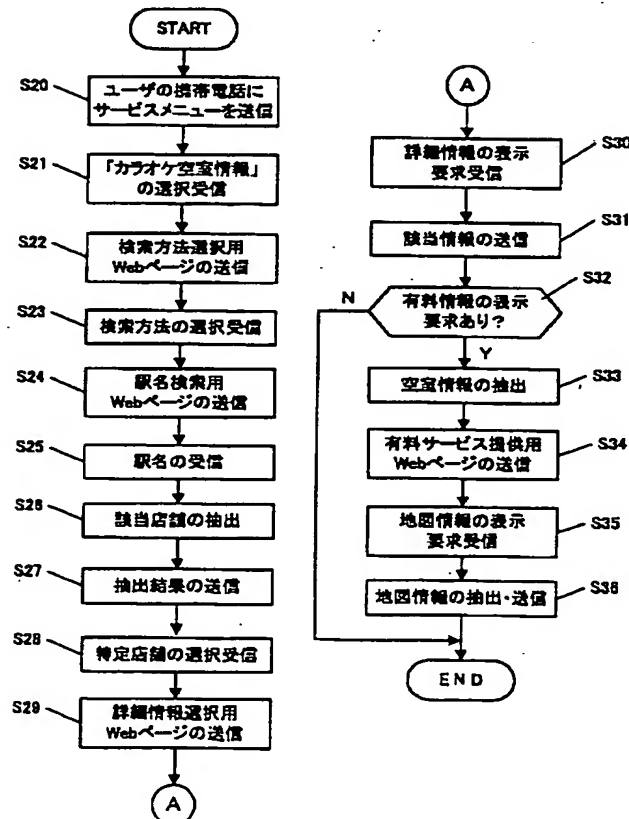 START
S20
ユーザの携帯電話に
サービスメニューを送信
S21
「カラオケ空室情報」
の選択受信
S22
検索方法選択用
Webページの送信
S23
検索方法の選択受信
S24
駅名検索用
Webページの送信
S25
駅名の受信
S26
該当店舗の抽出
S27
抽出結果の送信
S28
特定店舗の選択受信
S29
詳細情報選択用
Webページの送信
A
A
S30
詳細情報の表示
要求受信
S31
該当情報の送信
S32
N
有料情報の表示
要求あり?
Y
S33
空室情報の抽出
S34
有料サービス提供用
Webページの送信
S35
地図情報の表示
要求受信
S36
地図情報の抽出・送信
END